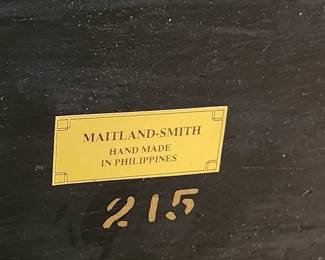 MAITLAND-SMITH
HAND MADE
IN PHILIPPINES
215